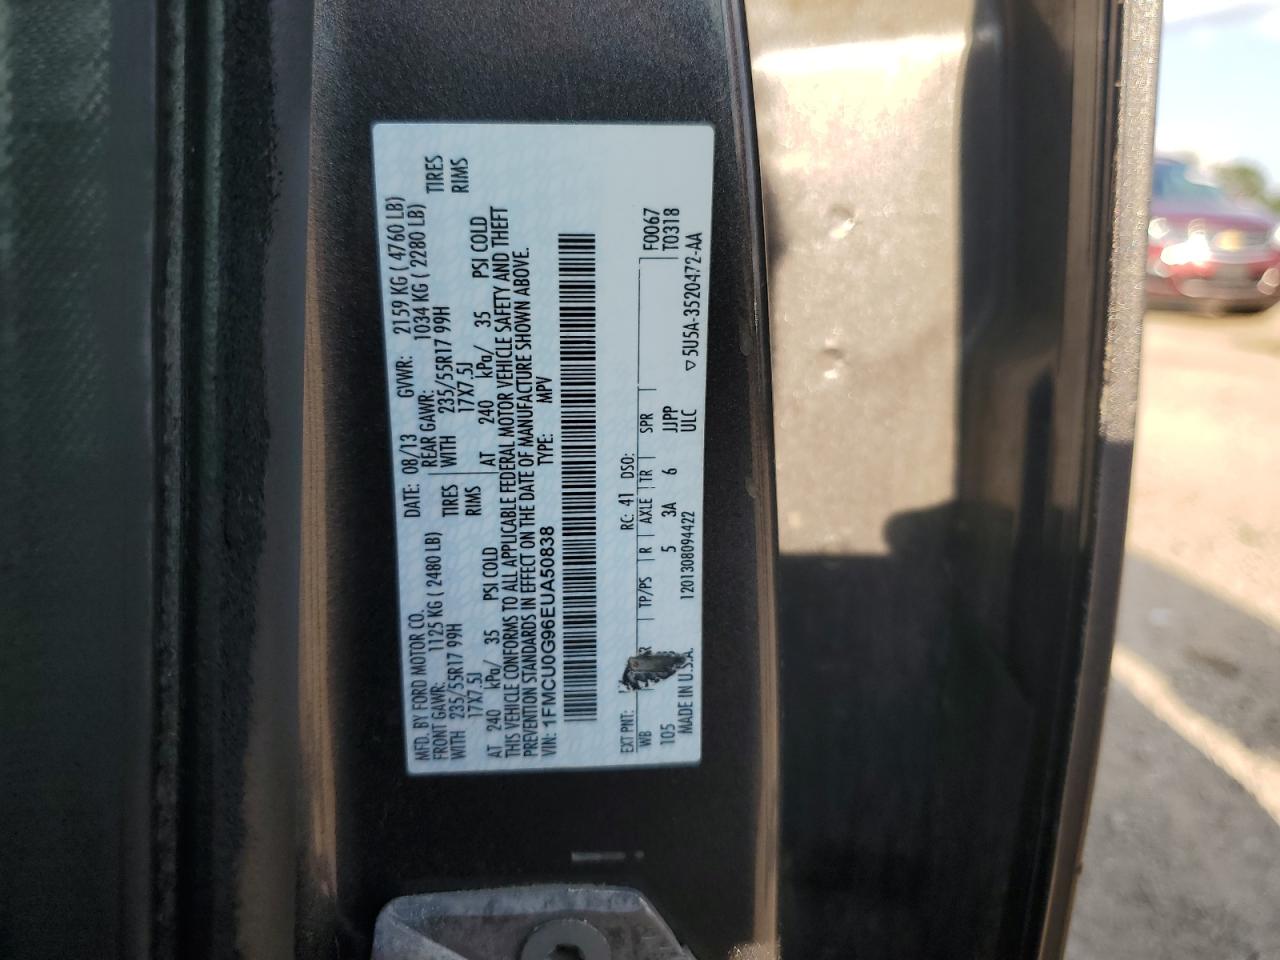 MFD. BY FORD MOTOR CO.
DATE: 08/13 GVWR: 2159 KG ( 4760 LB)
FRONT GAWR: 1125 KG ( 2480 LB)
REAR GAWR: 1034 KG ( 2280 LB)
WITH 235/55R17 99H TIRES
WITH 235/55R17 99H TIRES
17X7.5J RIMS
17X7.5J RIMS
AT 240 kPa/ 35 PSI COLD
AT 240 kPa/ 35 PSI COLD
THIS VEHICLE CONFORMS TO ALL APPLICABLE FEDERAL MOTOR VEHICLE SAFETY AND THEFT
PREVENTION STANDARDS IN EFFECT ON THE DATE OF MANUFACTURE SHOWN ABOVE.
VIN: 1FMCU0G96EUA50838 TYPE: MPV
EXT PNT: RC: 41 DSO: F0067
WB TP/PS R AXLE TR SPR T0318
105 5 3A 6 JJPP
MADE IN U.S.A. 1201308094422 ULC
5U5A-3520472-AA